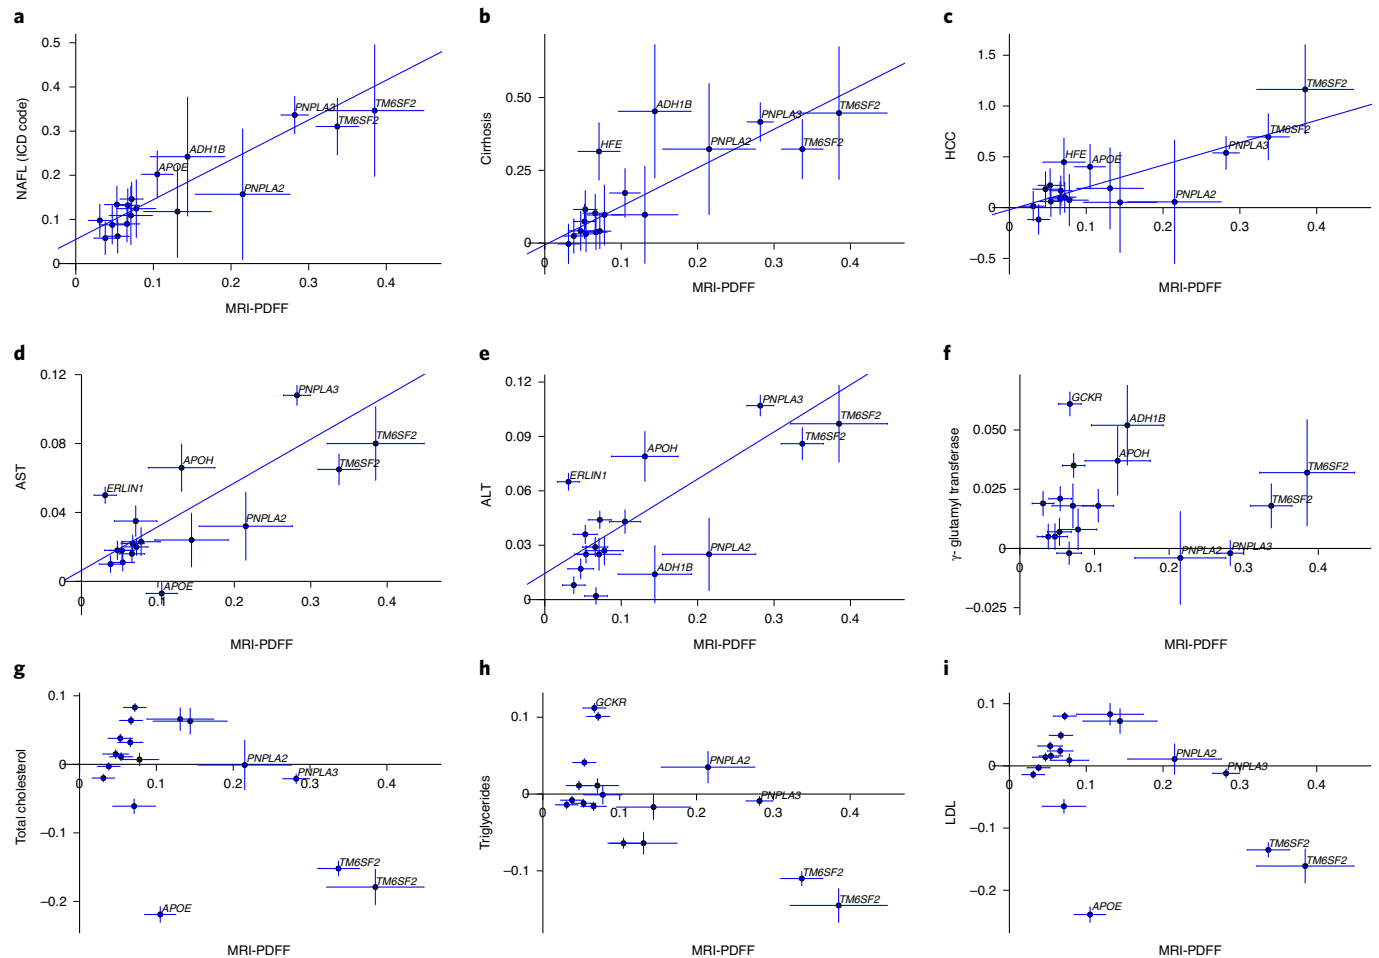 a
NAFL (ICD code)
0.5
0.4
0.3
0.2
0.1
0
0
0.1
0.2
0.3
0.4
MRI-PDFF
PNPLA3
TM6SF2
TM6SF2
ADH1B
APOE
PNPLA2
b
Cirrhosis
0.50
0.25
0
0
0.1
0.2
0.3
0.4
MRI-PDFF
ADH1B
PNPLA3
TM6SF2
HFE
PNPLA2
TM6SF2
c
HCC
1.5
1.0
0.5
0
−0.5
0
0.1
0.2
0.3
0.4
MRI-PDFF
TM6SF2
TM6SF2
PNPLA3
HFE
APOE
PNPLA2
d
AST
0.12
0.08
0.04
0
0
0.1
0.2
0.3
0.4
MRI-PDFF
PNPLA3
TM6SF2
APOH
TM6SF2
ERLIN1
PNPLA2
APOE
e
ALT
0.12
0.09
0.06
0.03
0
0
0.1
0.2
0.3
0.4
MRI-PDFF
PNPLA3
TM6SF2
TM6SF2
APOH
ERLIN1
PNPLA2
ADH1B
f
γ- glutamyl transferase
0.050
0.025
0
−0.025
0
0.1
0.2
0.3
0.4
MRI-PDFF
GCKR
ADH1B
APOH
TM6SF2
TM6SF2
PNPLA2
PNPLA3
g
Total cholesterol
0.1
0
−0.1
−0.2
0
0.1
0.2
0.3
0.4
MRI-PDFF
PNPLA2
PNPLA3
TM6SF2
TM6SF2
APOE
h
Triglycerides
0.1
0
−0.1
0
0.1
0.2
0.3
0.4
MRI-PDFF
GCKR
PNPLA2
PNPLA3
TM6SF2
TM6SF2
i
LDL
0.1
0
−0.1
−0.2
0
0.1
0.2
0.3
0.4
MRI-PDFF
PNPLA2
PNPLA3
TM6SF2
TM6SF2
APOE